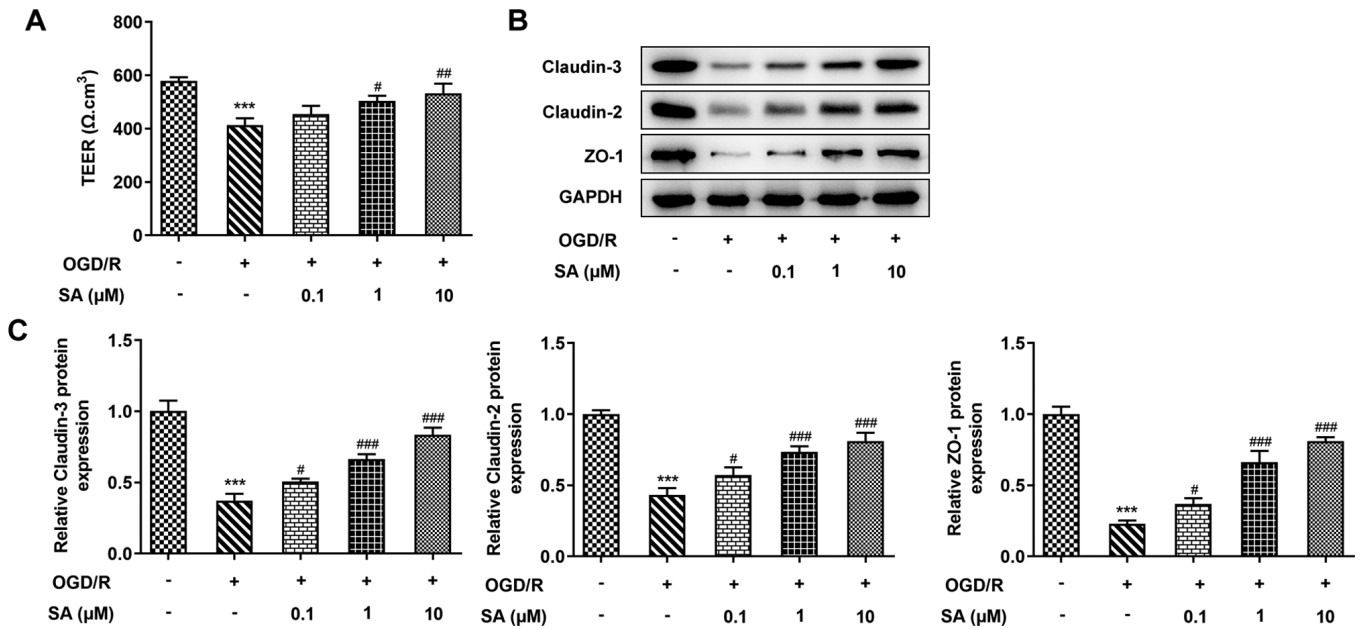 A
TEER (Ω.cm³)
800
600
400
200
0
***
#
##
OGD/R - + + + +
SA (μM) - - 0.1 1 10
B
Claudin-3
Claudin-2
ZO-1
GAPDH
OGD/R - + + + +
SA (μM) - - 0.1 1 10
C
Relative Claudin-3 protein
expression
1.5
1.0
0.5
0.0
***
#
###
###
OGD/R - + + + +
SA (μM) - - 0.1 1 10
Relative Claudin-2 protein
expression
1.5
1.0
0.5
0.0
***
#
###
###
OGD/R - + + + +
SA (μM) - - 0.1 1 10
Relative ZO-1 protein
expression
1.5
1.0
0.5
0.0
***
#
###
###
OGD/R - + + + +
SA (μM) - - 0.1 1 10